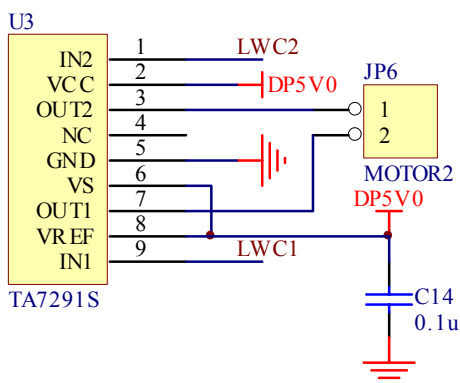 U3
IN2 1 LWC2
VCC 2 DP5V0
OUT2 3
NC 4
GND 5
VS 6
OUT1 7
VREF 8
IN1 9 LWC1
TA7291S
JP6
1
2
MOTOR2
DP5V0
C14
0.1u